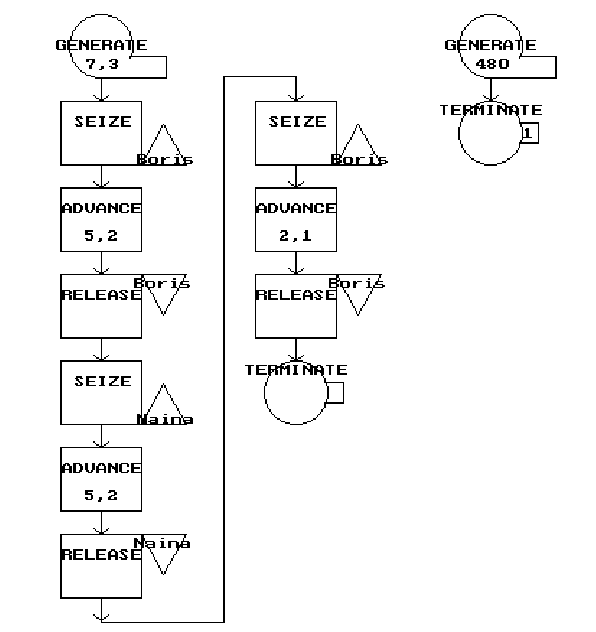 GENERATE
7,3
SEIZE
Boris
ADVANCE
5,2
Boris
RELEASE
SEIZE
Naina
ADVANCE
5,2
Naina
RELEASE
SEIZE
Boris
ADVANCE
2,1
Boris
RELEASE
TERMINATE
GENERATE
480
TERMINATE
1